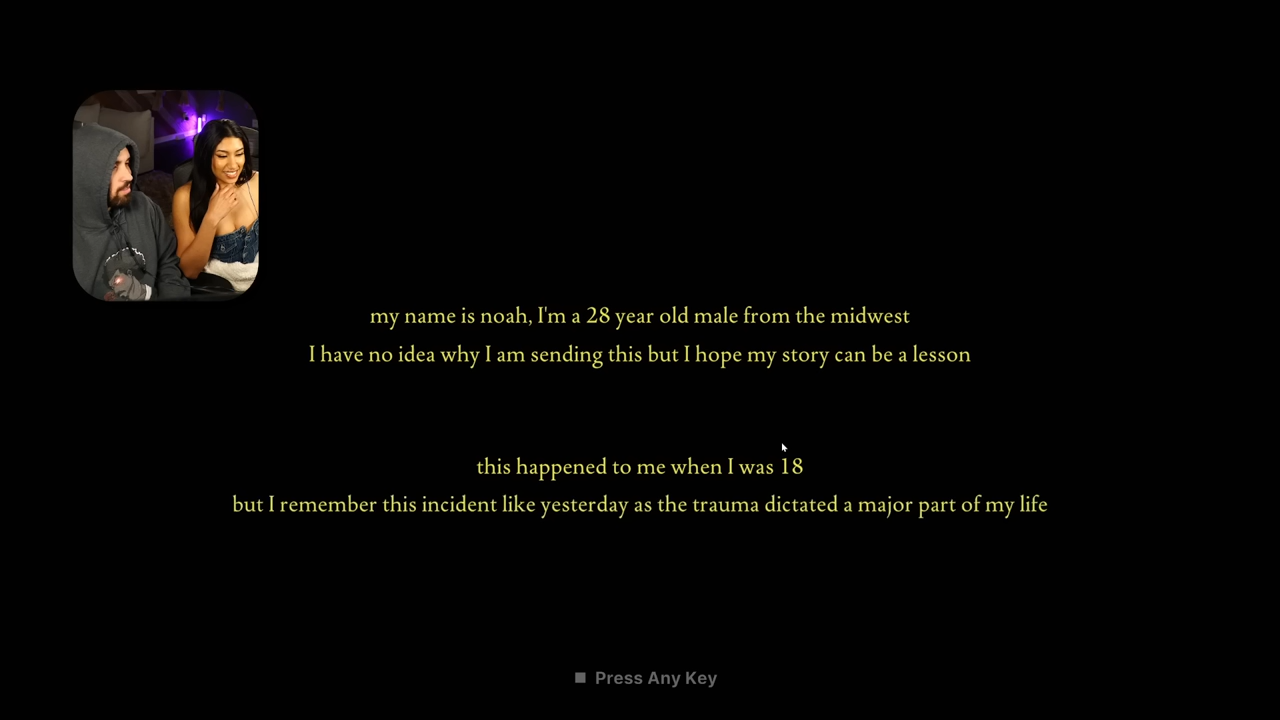 my name is noah, I'm a 28 year old male from the midwest
I have no idea why I am sending this but I hope my story can be a lesson
this happened to me when I was 18
but I remember this incident like yesterday as the trauma dictated a major part of my life
Press Any Key